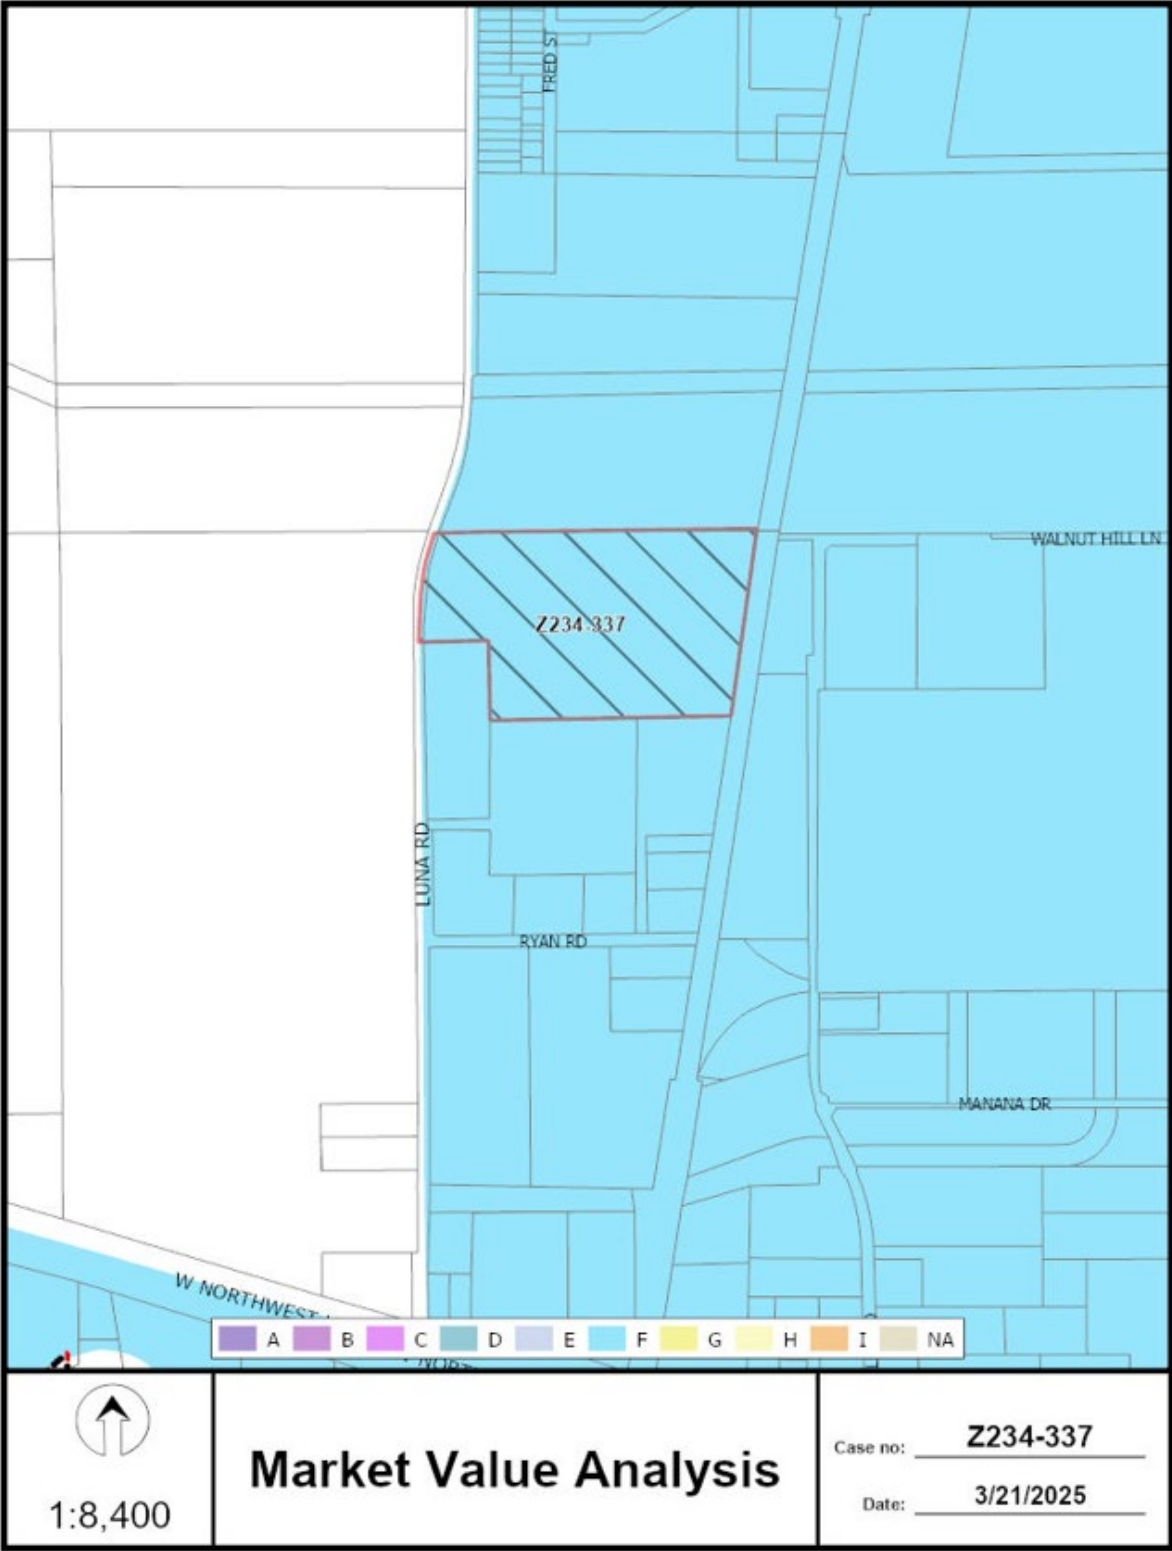 FRED ST
WALNUT HILL LN
Z234-337
LUNA RD
RYAN RD
MANANA DR
W NORTHWEST
A B C D E F G H I NA
1:8,400
Market Value Analysis
Case no: Z234-337
Date: 3/21/2025